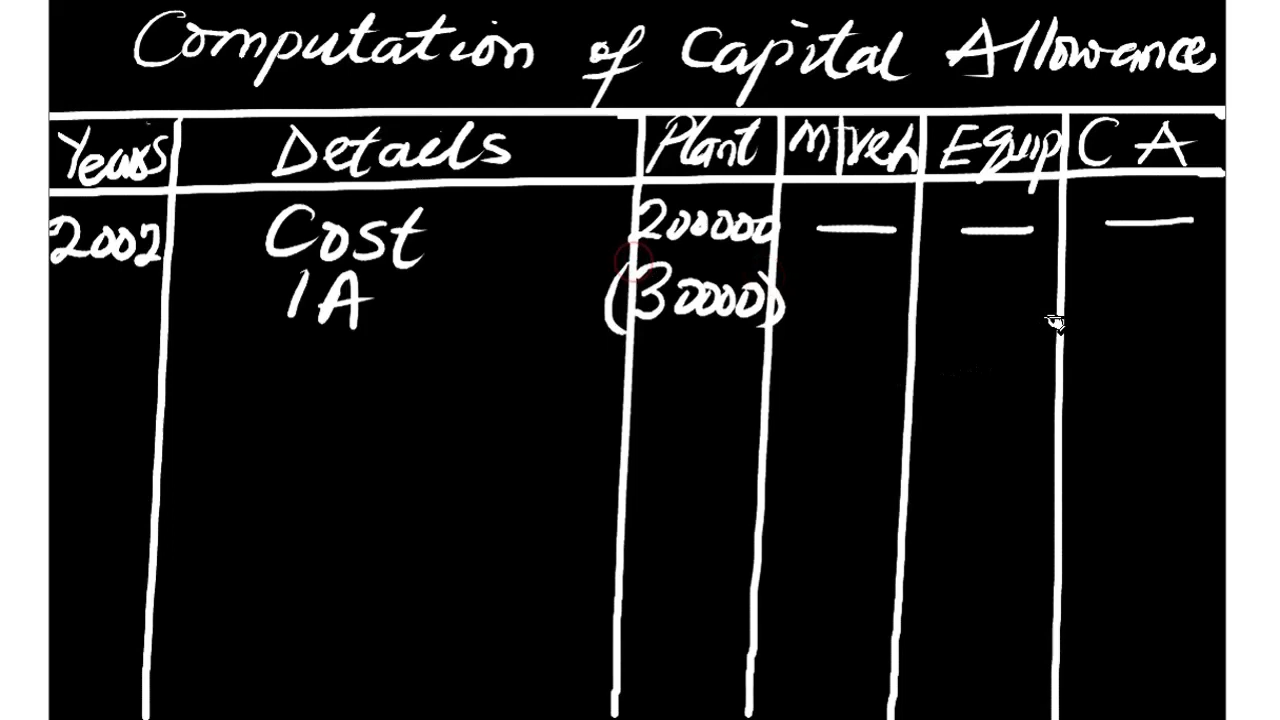 Computation of Capital Allowance
Years Details Plant M/veh Equip C A
2002 Cost 200000 — — —
IA (30000)